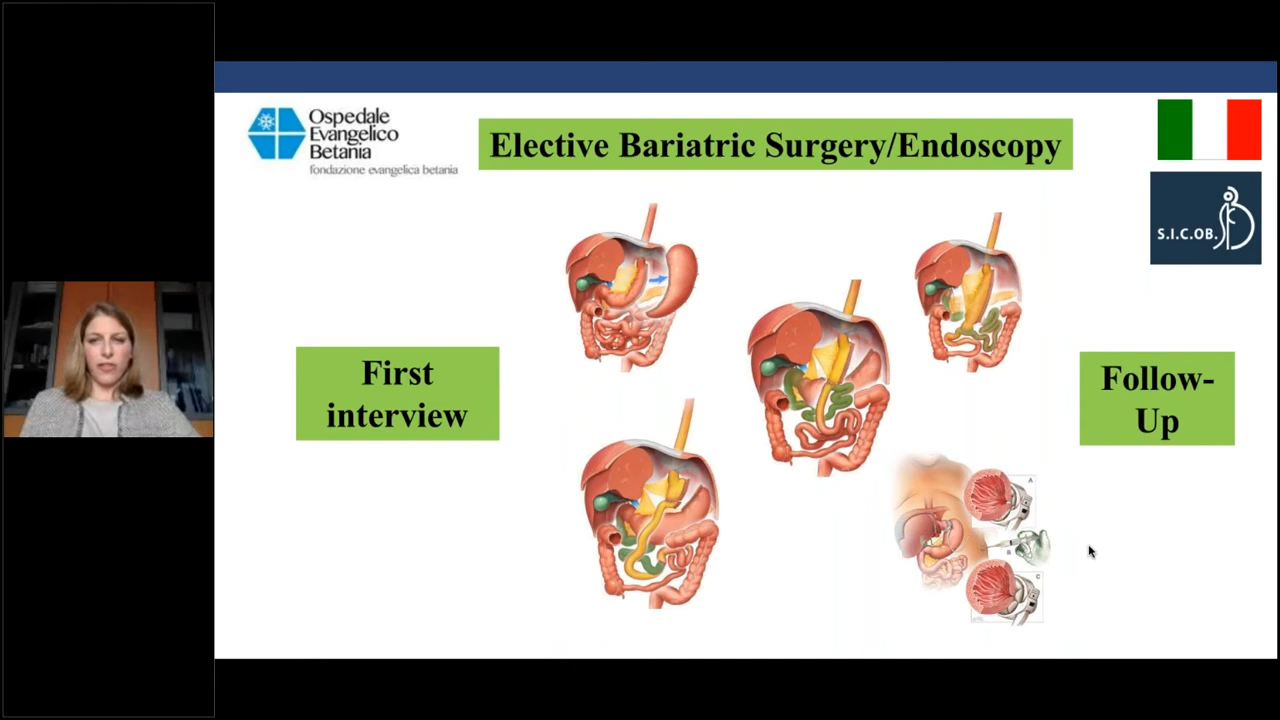 Ospedale
Evangelico
Betania
fondazione evangelica betania
Elective Bariatric Surgery/Endoscopy
S.I.C.OB.
First
interview
Follow-
Up
A
B
C